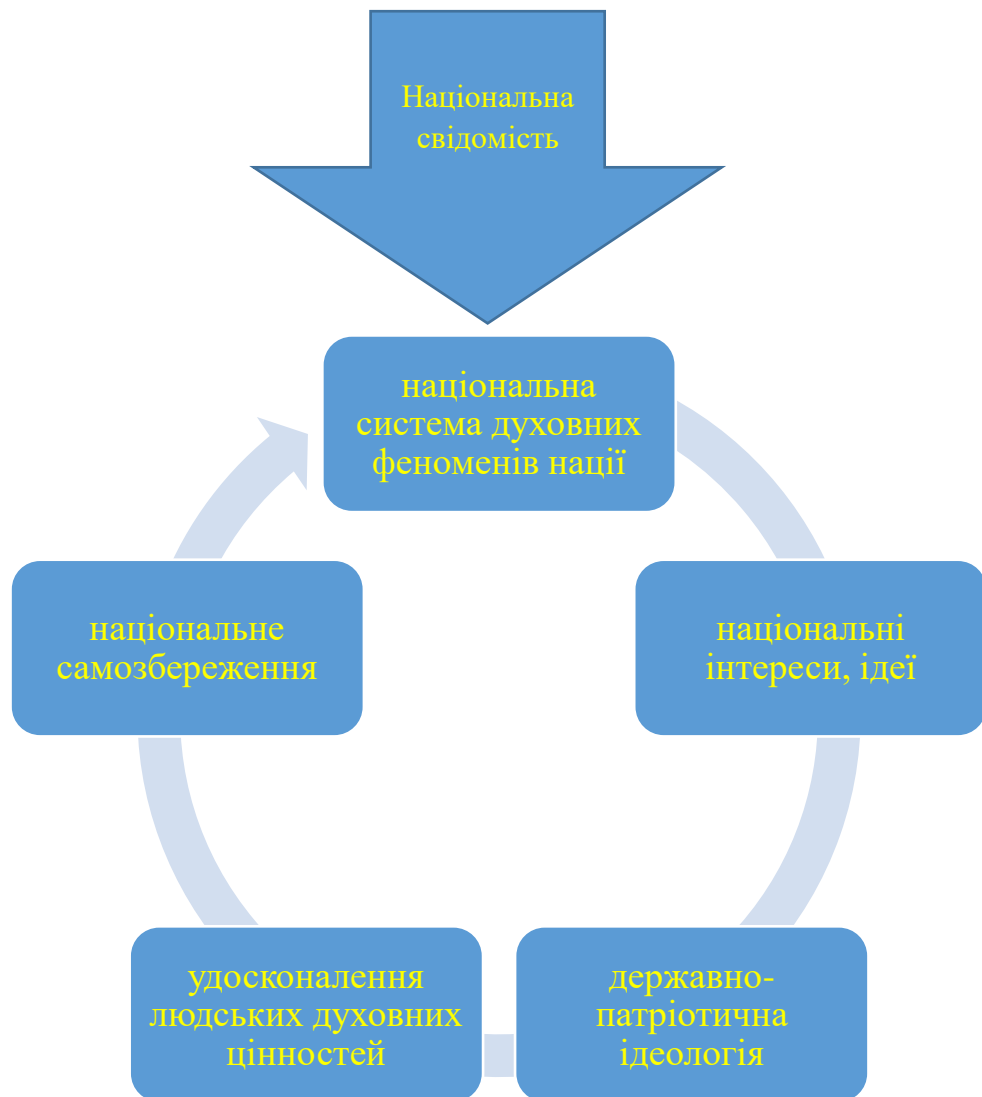 Національна
свідомість
національна
система духовних
феноменів нації
національні
інтереси, ідеї
державно-
патріотична
ідеологія
удосконалення
людських духовних
цінностей
національне
самозбереження